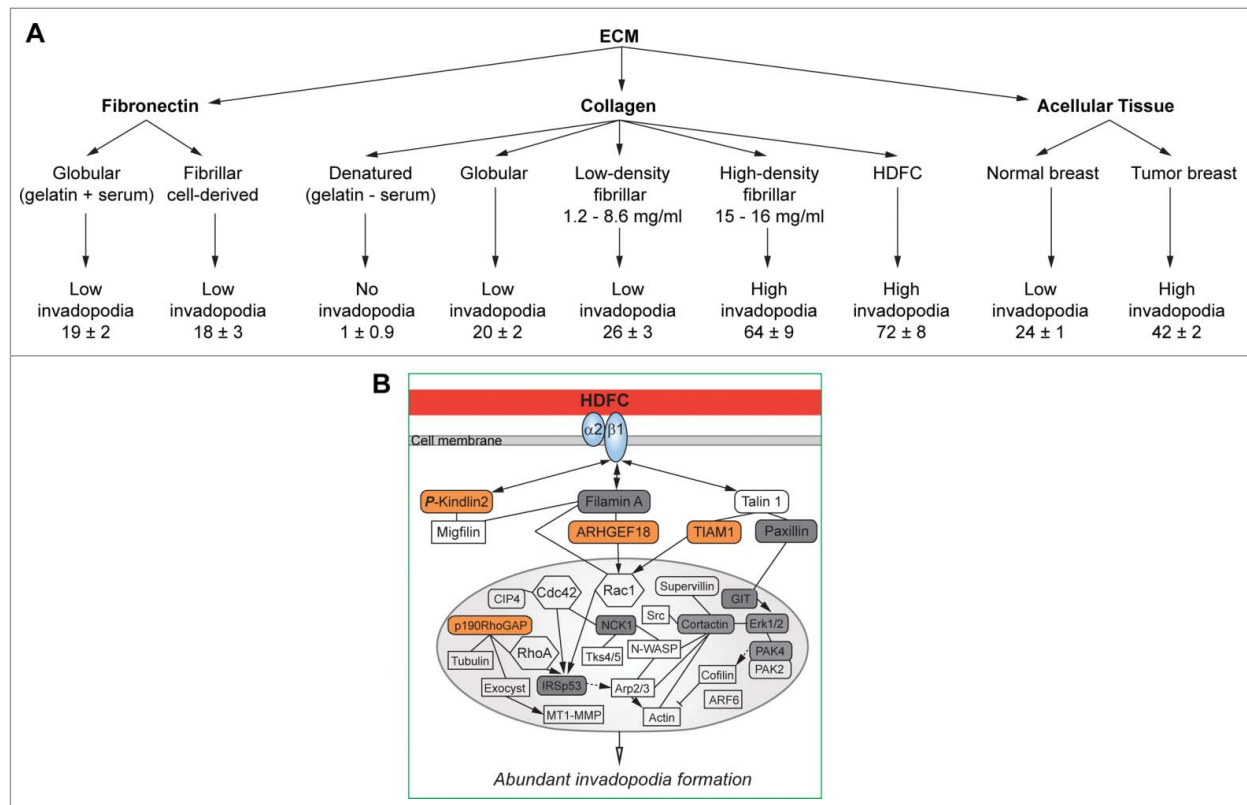 A
ECM
Fibronectin
Collagen
Acellular Tissue
Globular
(gelatin + serum)
Fibrillar
cell-derived
Denatured
(gelatin - serum)
Globular
Low-density
fibrillar
1.2 - 8.6 mg/ml
High-density
fibrillar
15 - 16 mg/ml
HDFC
Normal breast
Tumor breast
Low
invadopodia
19 ± 2
Low
invadopodia
18 ± 3
No
invadopodia
1 ± 0.9
Low
invadopodia
20 ± 2
Low
invadopodia
26 ± 3
High
invadopodia
64 ± 9
High
invadopodia
72 ± 8
Low
invadopodia
24 ± 1
High
invadopodia
42 ± 2
B
HDFC
α2 β1
Cell membrane
P-Kindlin2
Filamin A
Talin 1
Migfilin
ARHGEF18
TIAM1
Paxillin
CIP4
Cdc42
Rac1
Supervillin
GIT
Src
p190RhoGAP
NCK1
Cortactin
Erk1/2
RhoA
Tubulin
Tks4/5
N-WASP
PAK4
PAK2
Exocyst
IRSp53
Arp2/3
Cofilin
ARF6
MT1-MMP
Actin
Abundant invadopodia formation